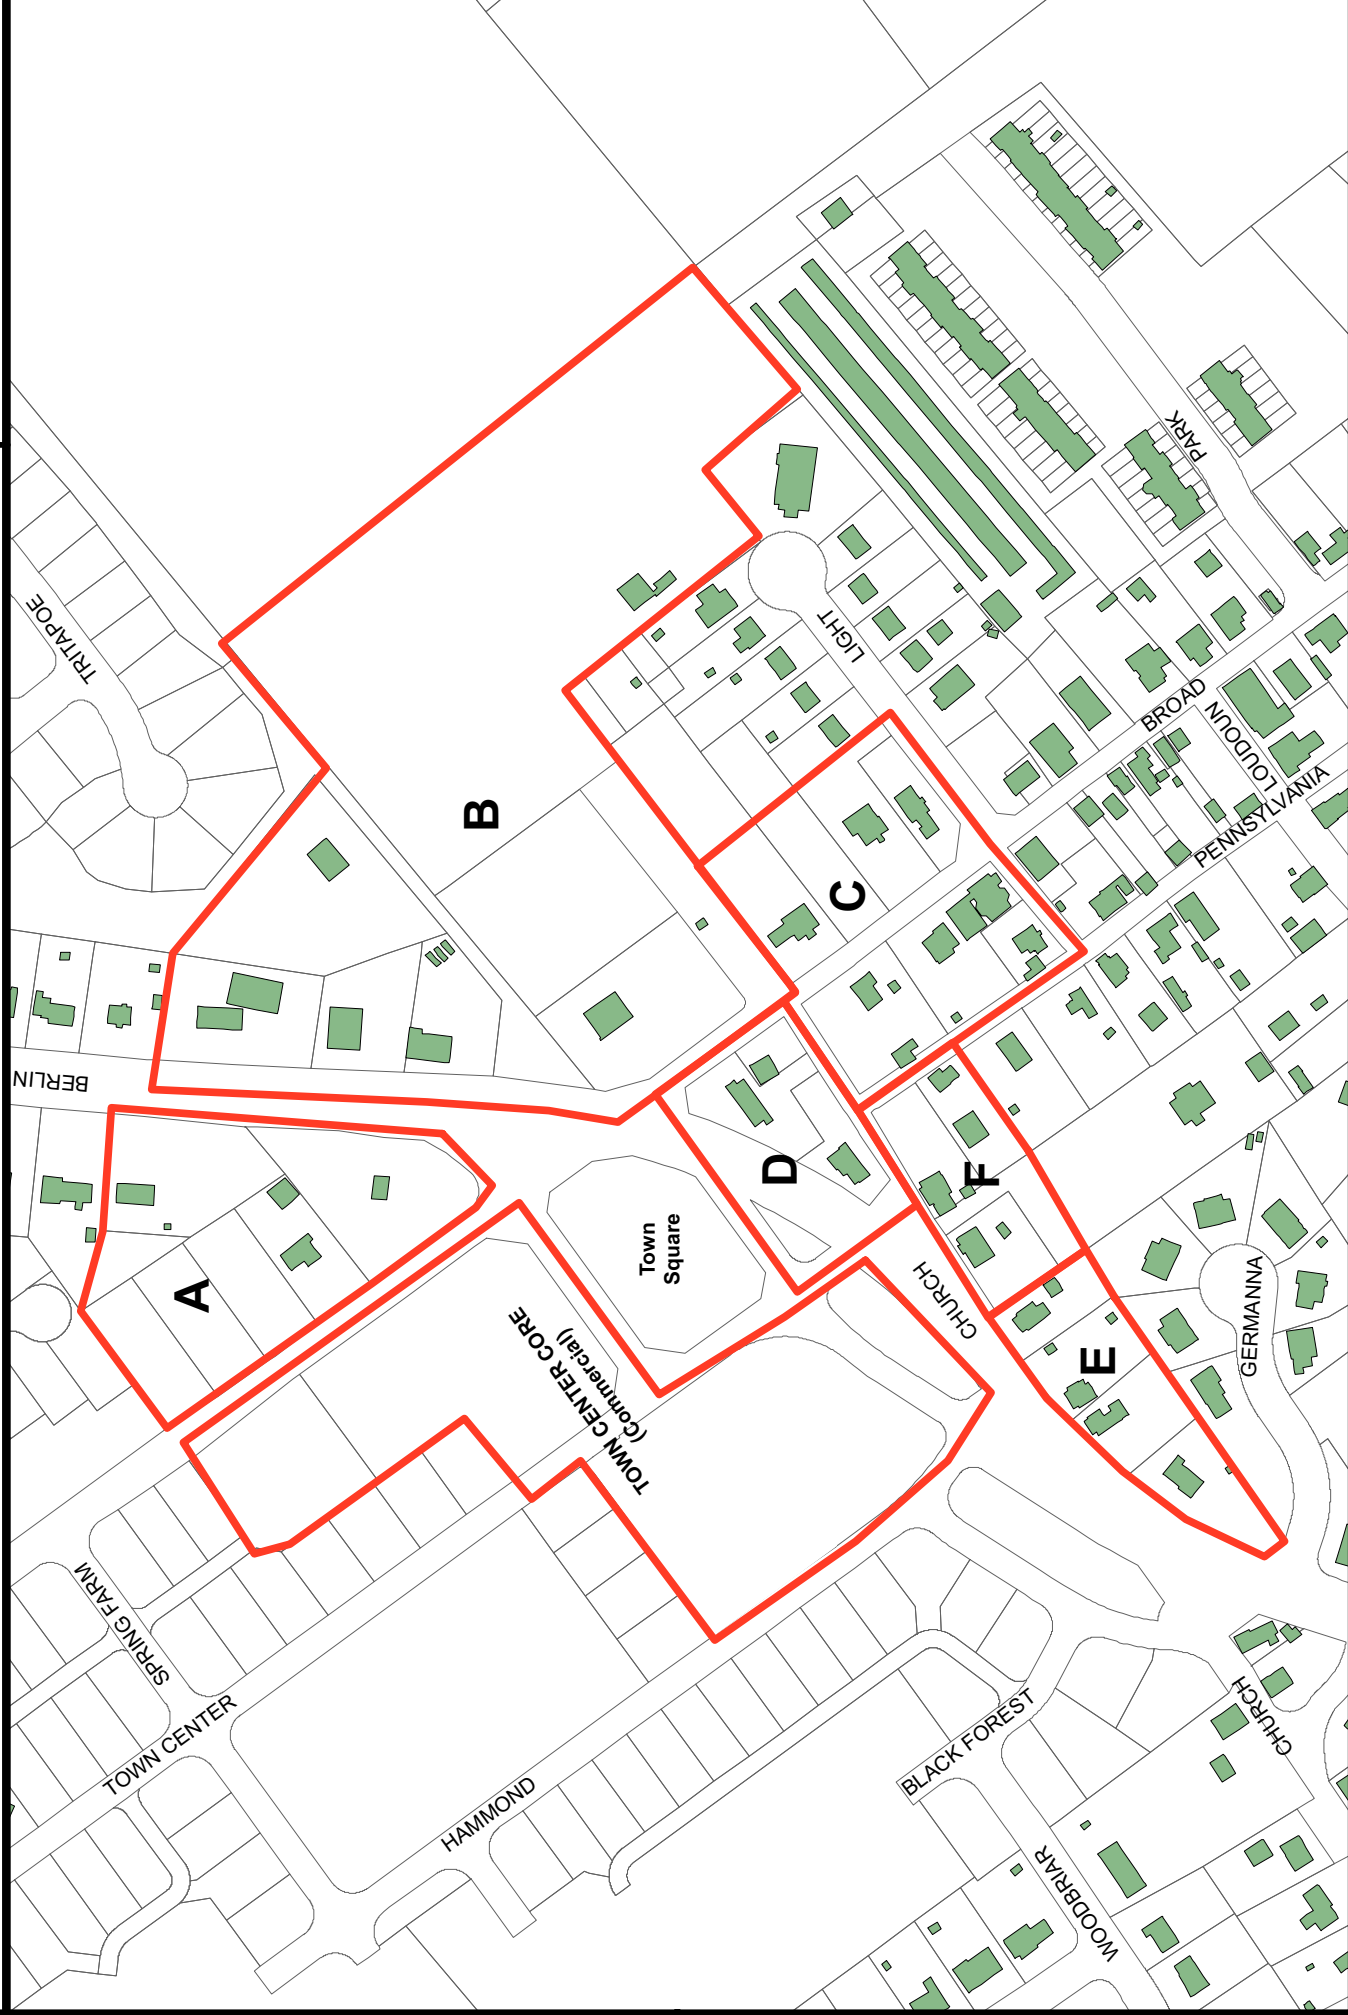 TRITAPOE
BERLIN
B
A
C
D
F
E
LIGHT
PARK
BROAD
LOUDOUN
PENNSYLVANIA
Town
Square
TOWN CENTER CORE
(Commercial)
CHURCH
GERMANNA
SPRING FARM
TOWN CENTER
HAMMOND
BLACK FOREST
CHURCH
WOODBRIAR